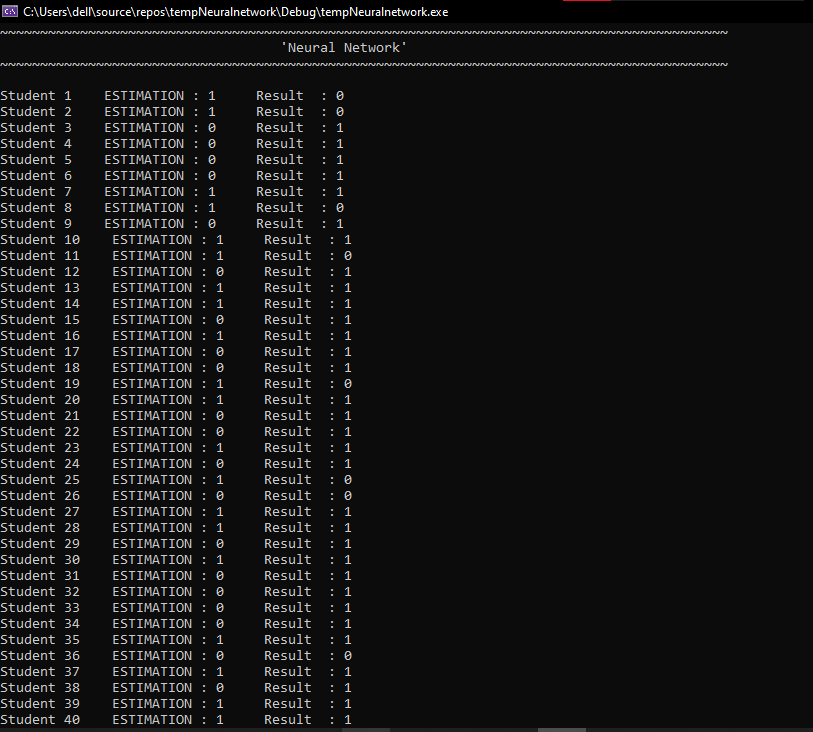 C:\Users\dell\source\repos\tempNeuralnetwork\Debug\tempNeuralnetwork.exe
~~~~~~~~~~~~~~~~~~~~~~~~~~~~~~~~~~~~~~~~~~~~~~~~~~~~~~~~~~~~~~~~~~~~~~~~~~~~~~~~~~~~~~~~~~~
'Neural Network'
~~~~~~~~~~~~~~~~~~~~~~~~~~~~~~~~~~~~~~~~~~~~~~~~~~~~~~~~~~~~~~~~~~~~~~~~~~~~~~~~~~~~~~~~~~~
Student 1    ESTIMATION : 1     Result  : 0
Student 2    ESTIMATION : 1     Result  : 0
Student 3    ESTIMATION : 0     Result  : 1
Student 4    ESTIMATION : 0     Result  : 1
Student 5    ESTIMATION : 0     Result  : 1
Student 6    ESTIMATION : 0     Result  : 1
Student 7    ESTIMATION : 1     Result  : 1
Student 8    ESTIMATION : 1     Result  : 0
Student 9    ESTIMATION : 0     Result  : 1
Student 10    ESTIMATION : 1     Result  : 1
Student 11    ESTIMATION : 1     Result  : 0
Student 12    ESTIMATION : 0     Result  : 1
Student 13    ESTIMATION : 1     Result  : 1
Student 14    ESTIMATION : 1     Result  : 1
Student 15    ESTIMATION : 0     Result  : 1
Student 16    ESTIMATION : 1     Result  : 1
Student 17    ESTIMATION : 0     Result  : 1
Student 18    ESTIMATION : 0     Result  : 1
Student 19    ESTIMATION : 1     Result  : 0
Student 20    ESTIMATION : 1     Result  : 1
Student 21    ESTIMATION : 0     Result  : 1
Student 22    ESTIMATION : 0     Result  : 1
Student 23    ESTIMATION : 1     Result  : 1
Student 24    ESTIMATION : 0     Result  : 1
Student 25    ESTIMATION : 1     Result  : 0
Student 26    ESTIMATION : 0     Result  : 0
Student 27    ESTIMATION : 1     Result  : 1
Student 28    ESTIMATION : 1     Result  : 1
Student 29    ESTIMATION : 0     Result  : 1
Student 30    ESTIMATION : 1     Result  : 1
Student 31    ESTIMATION : 0     Result  : 1
Student 32    ESTIMATION : 0     Result  : 1
Student 33    ESTIMATION : 0     Result  : 1
Student 34    ESTIMATION : 0     Result  : 1
Student 35    ESTIMATION : 1     Result  : 1
Student 36    ESTIMATION : 0     Result  : 0
Student 37    ESTIMATION : 1     Result  : 1
Student 38    ESTIMATION : 0     Result  : 1
Student 39    ESTIMATION : 1     Result  : 1
Student 40    ESTIMATION : 1     Result  : 1